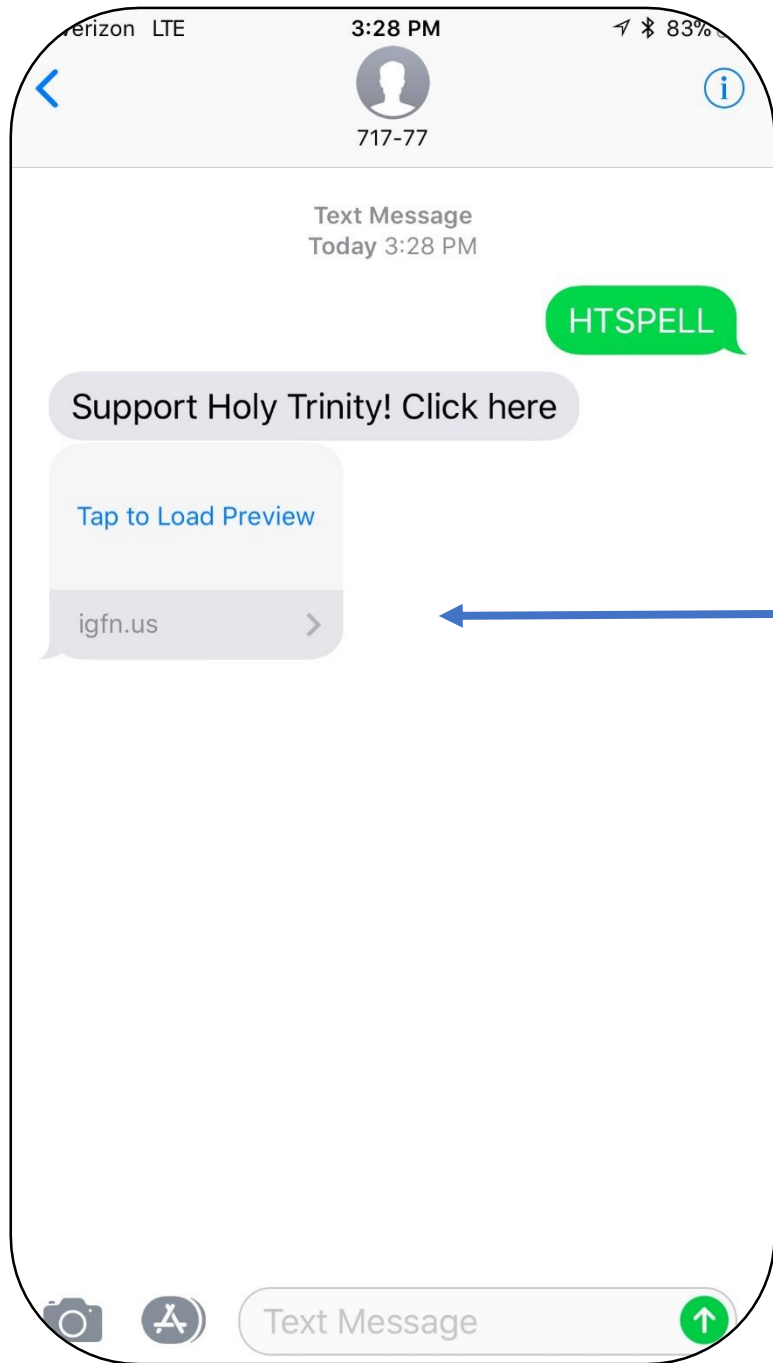 verizon LTE 3:28 PM 83%
717-77
Text Message
Today 3:28 PM
HTSPELL
Support Holy Trinity! Click here
Tap to Load Preview
igfn.us
Text Message